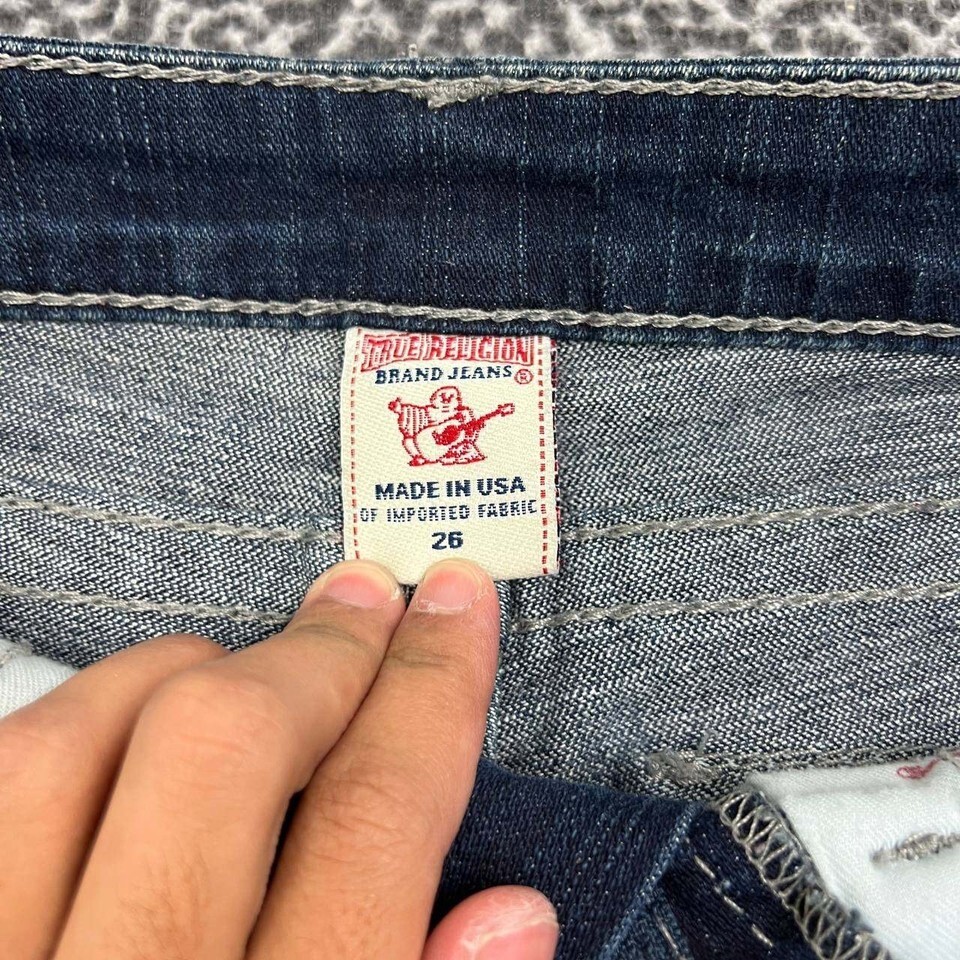 TRUE RELIGION
BRAND JEANS ®
MADE IN USA
OF IMPORTED FABRIC
26